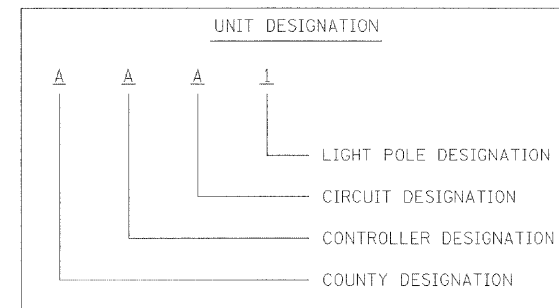 UNIT DESIGNATION
A A A 1
LIGHT POLE DESIGNATION
CIRCUIT DESIGNATION
CONTROLLER DESIGNATION
COUNTY DESIGNATION